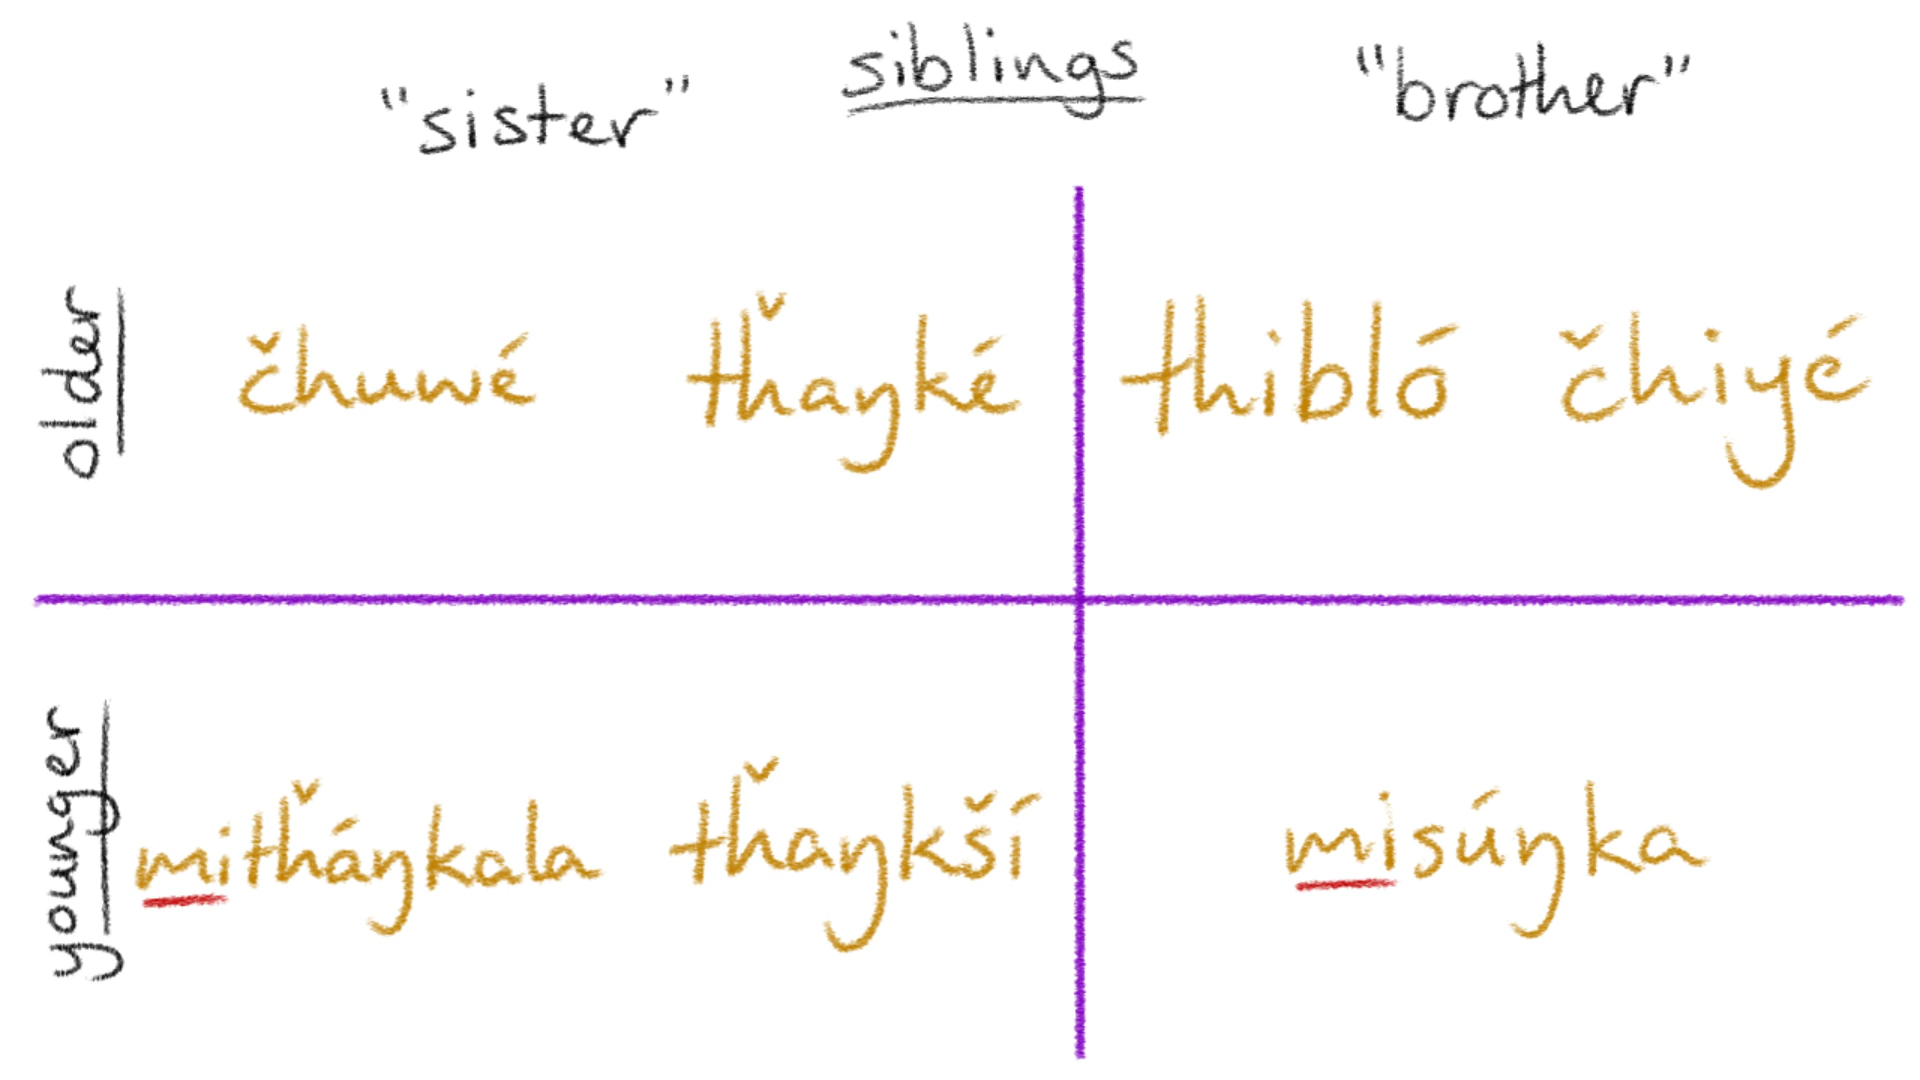 siblings
"sister" "brother"
older
čhuwé tȟaŋké thibló čhiyé
younger
mitȟáŋkala tȟaŋkší misúŋka